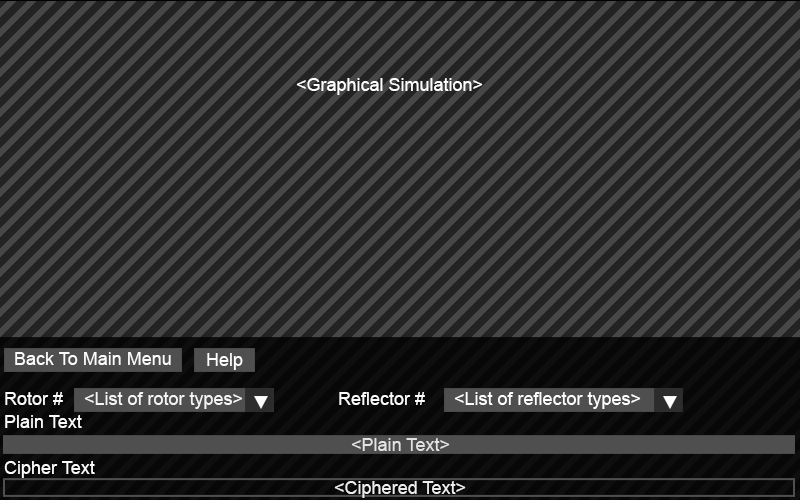 <Graphical Simulation>
Back To Main Menu Help
Rotor # <List of rotor types> ▼ Reflector # <List of reflector types> ▼
Plain Text
<Plain Text>
Cipher Text
<Ciphered Text>